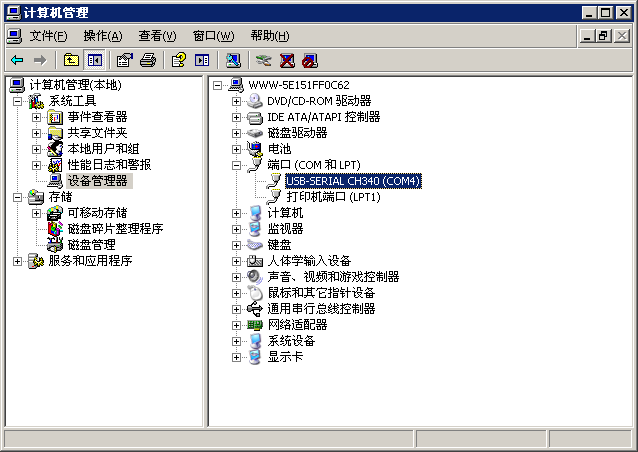 计算机管理
文件(F) 操作(A) 查看(V) 窗口(W) 帮助(H)
计算机管理(本地)
系统工具
事件查看器
共享文件夹
本地用户和组
性能日志和警报
设备管理器
存储
可移动存储
磁盘碎片整理程序
磁盘管理
服务和应用程序
WWW-5E151FF0C62
DVD/CD-ROM 驱动器
IDE ATA/ATAPI 控制器
磁盘驱动器
电池
端口 (COM 和 LPT)
USB-SERIAL CH340 (COM4)
打印机端口 (LPT1)
计算机
监视器
键盘
人体学输入设备
声音、视频和游戏控制器
鼠标和其它指针设备
通用串行总线控制器
网络适配器
系统设备
显示卡